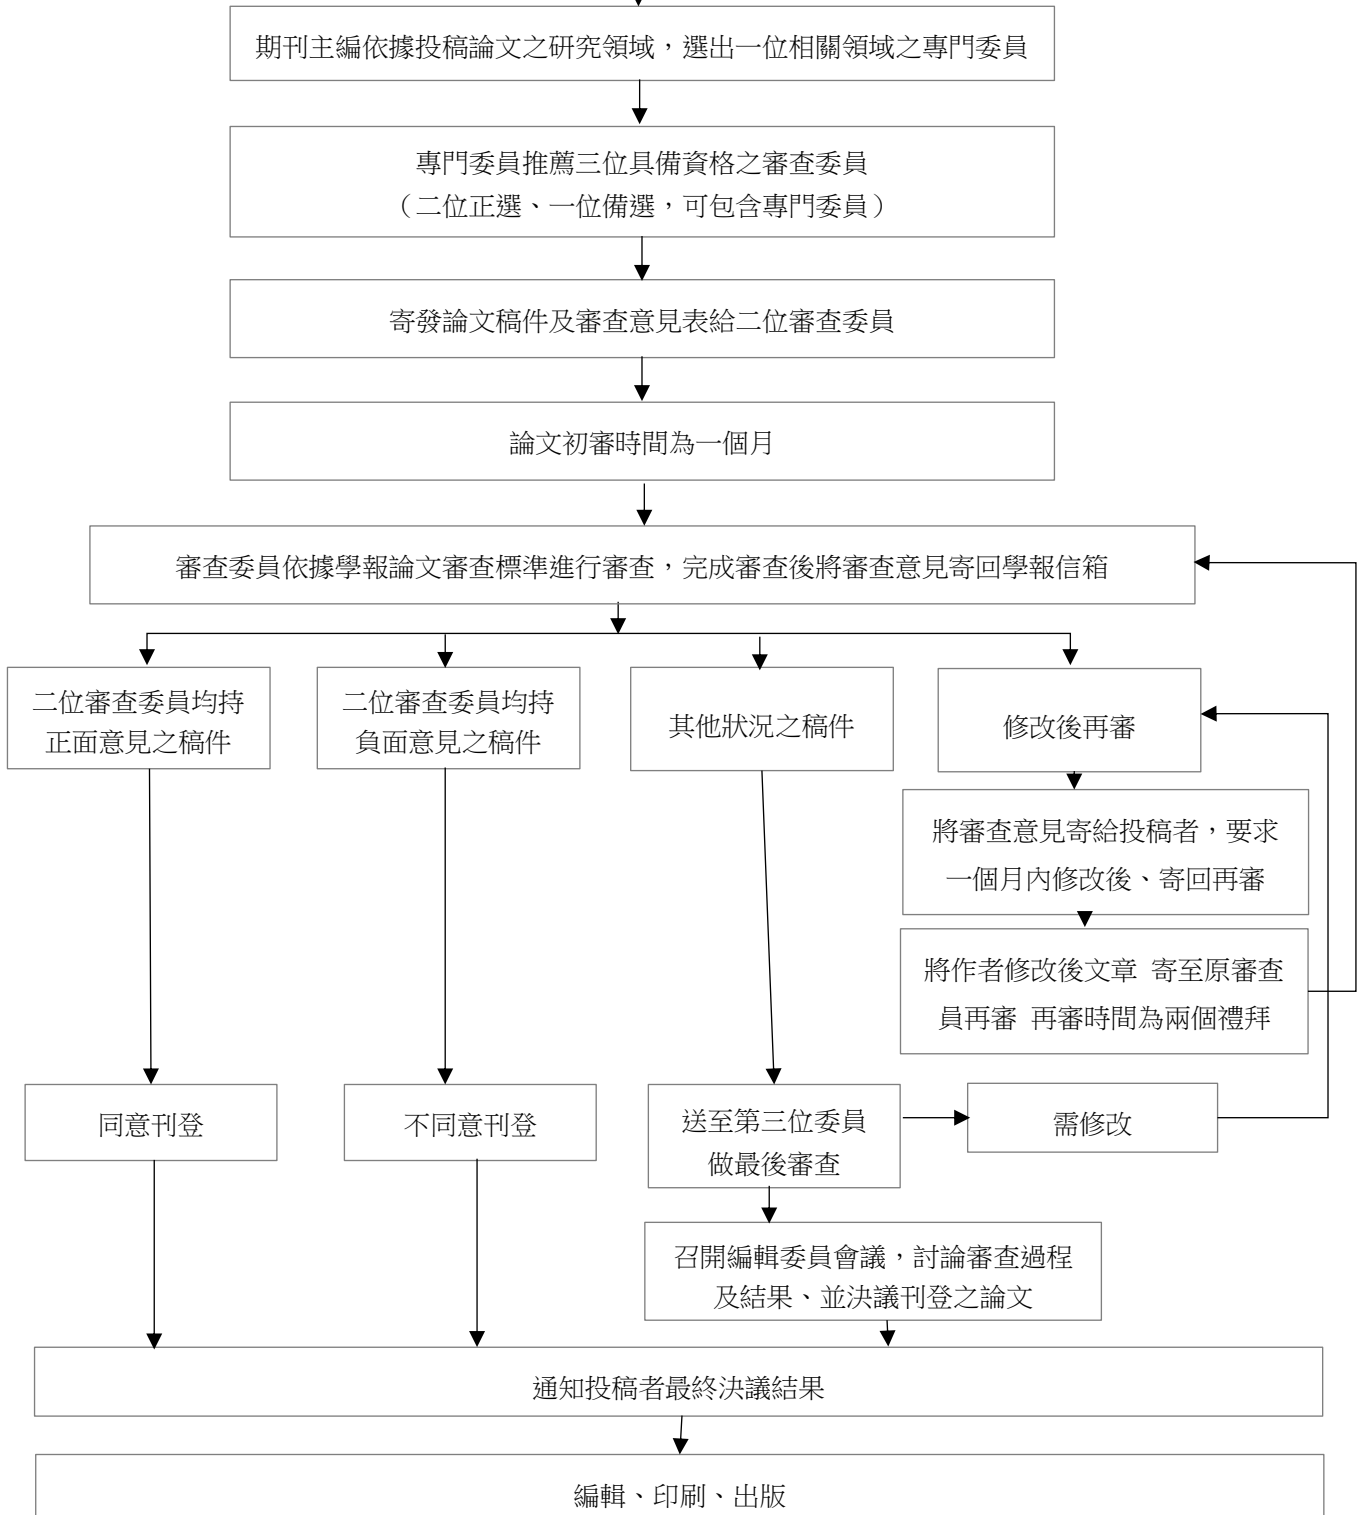 期刊主編依據投稿論文之研究領域，選出一位相關領域之專門委員
專門委員推薦三位具備資格之審查委員
（二位正選、一位備選，可包含專門委員）
寄發論文稿件及審查意見表給二位審查委員
論文初審時間為一個月
審查委員依據學報論文審查標準進行審查，完成審查後將審查意見寄回學報信箱
二位審查委員均持
正面意見之稿件
二位審查委員均持
負面意見之稿件
其他狀況之稿件
修改後再審
將審查意見寄給投稿者，要求
一個月內修改後、寄回再審
將作者修改後文章 寄至原審查
員再審 再審時間為兩個禮拜
同意刊登
不同意刊登
送至第三位委員
做最後審查
需修改
召開編輯委員會議，討論審查過程
及結果、並決議刊登之論文
通知投稿者最終決議結果
編輯、印刷、出版